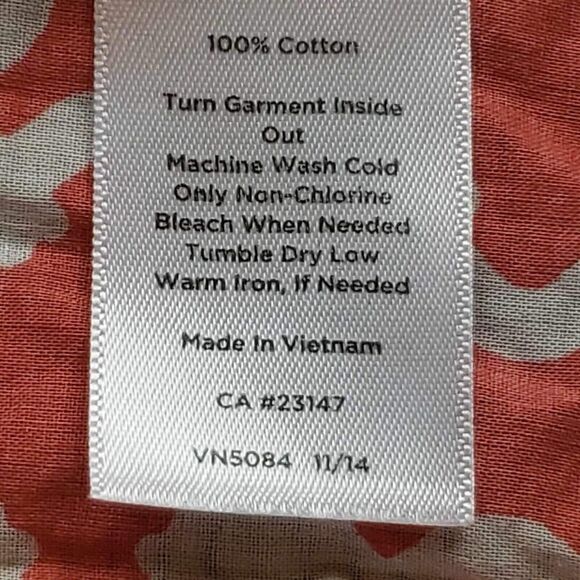 100% Cotton
Turn Garment Inside
Out
Machine Wash Cold
Only Non-Chlorine
Bleach When Needed
Tumble Dry Low
Warm Iron, If Needed
Made In Vietnam
CA #23147
VN5084 11/14